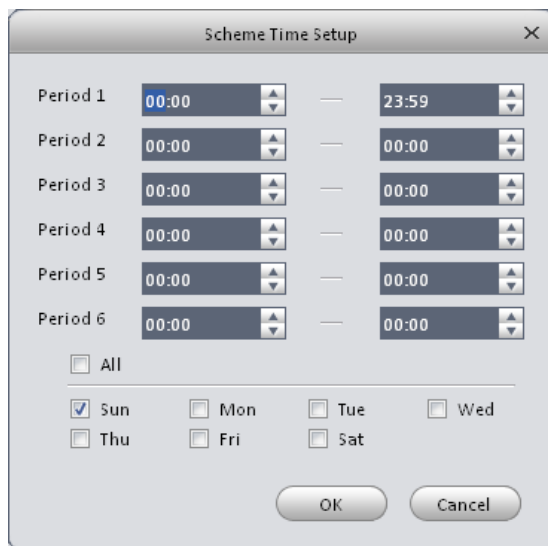 Scheme Time Setup
Period 1 00:00 — 23:59
Period 2 00:00 — 00:00
Period 3 00:00 — 00:00
Period 4 00:00 — 00:00
Period 5 00:00 — 00:00
Period 6 00:00 — 00:00
All
Sun Mon Tue Wed
Thu Fri Sat
OK Cancel